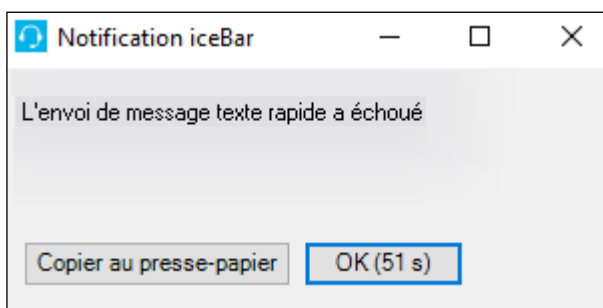 Notification iceBar
L'envoi de message texte rapide a échoué
Copier au presse-papier OK (51 s)